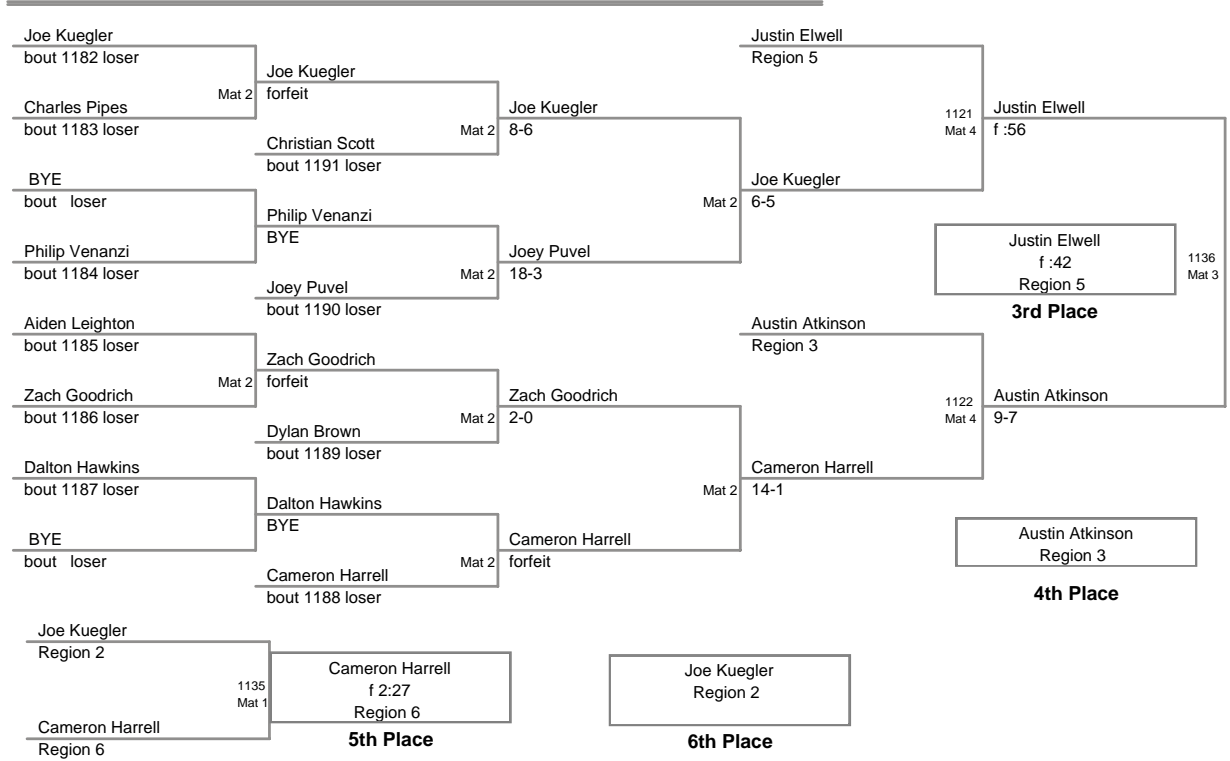 Joe Kuegler
bout 1182 loser
Charles Pipes
bout 1183 loser
BYE
bout loser
Philip Venanzi
bout 1184 loser
Aiden Leighton
bout 1185 loser
Zach Goodrich
bout 1186 loser
Dalton Hawkins
bout 1187 loser
BYE
bout loser
Mat 2
Joe Kuegler
forfeit
Christian Scott
bout 1191 loser
Philip Venanzi
BYE
Joey Puvel
bout 1190 loser
Mat 2
Zach Goodrich
forfeit
Dylan Brown
bout 1189 loser
Dalton Hawkins
BYE
Cameron Harrell
bout 1188 loser
Mat 2
Joe Kuegler
8-6
Mat 2
Joey Puvel
18-3
Mat 2
Zach Goodrich
2-0
Mat 2
Cameron Harrell
forfeit
Justin Elwell
Region 5
Mat 2
Joe Kuegler
6-5
Austin Atkinson
Region 3
Mat 2
Cameron Harrell
14-1
1121
Mat 4
Justin Elwell
f :56
1122
Mat 4
Austin Atkinson
9-7
1136
Mat 3
Justin Elwell
f :42
Region 5
3rd Place
Austin Atkinson
Region 3
4th Place
Joe Kuegler
Region 2
Cameron Harrell
Region 6
1135
Mat 1
Cameron Harrell
f 2:27
Region 6
5th Place
Joe Kuegler
Region 2
6th Place